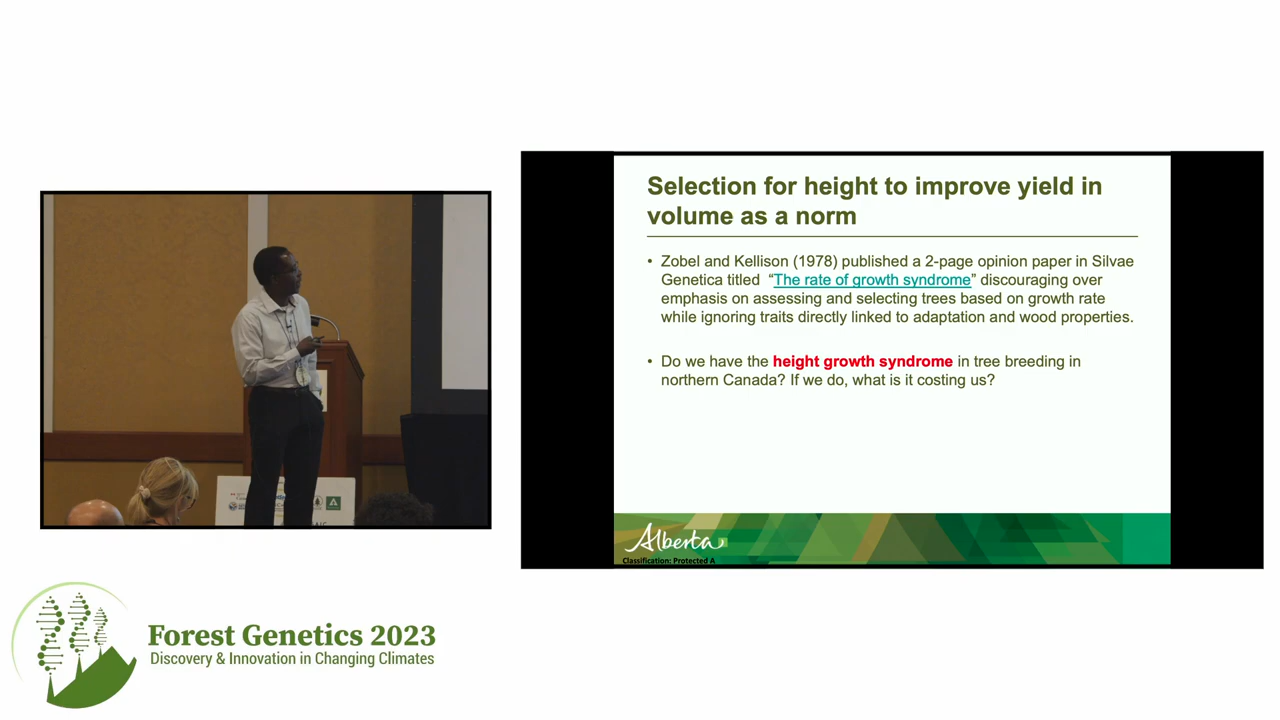 Selection for height to improve yield in
volume as a norm
• Zobel and Kellison (1978) published a 2-page opinion paper in Silvae
Genetica titled “The rate of growth syndrome” discouraging over
emphasis on assessing and selecting trees based on growth rate
while ignoring traits directly linked to adaptation and wood properties.
• Do we have the height growth syndrome in tree breeding in
northern Canada? If we do, what is it costing us?
Alberta
Classification: Protected A
Forest Genetics 2023
Discovery & Innovation in Changing Climates